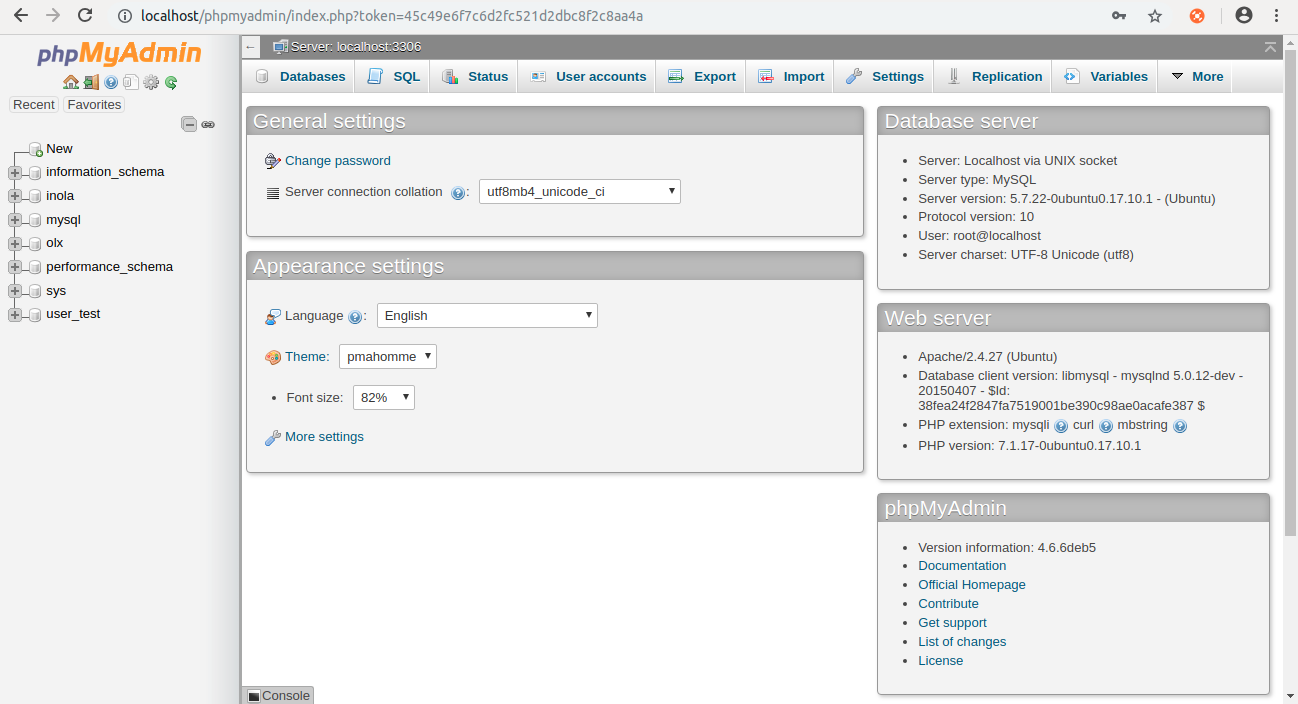 localhost/phpmyadmin/index.php?token=45c49e6f7c6d2fc521d2dbc8f2c8aa4a
phpMyAdmin
Recent Favorites
New
information_schema
inola
mysql
olx
performance_schema
sys
user_test
Server: localhost:3306
Databases SQL Status User accounts Export Import Settings Replication Variables More
General settings
Change password
Server connection collation : utf8mb4_unicode_ci
Appearance settings
Language : English
Theme: pmahomme
• Font size: 82%
More settings
Database server
• Server: Localhost via UNIX socket
• Server type: MySQL
• Server version: 5.7.22-0ubuntu0.17.10.1 - (Ubuntu)
• Protocol version: 10
• User: root@localhost
• Server charset: UTF-8 Unicode (utf8)
Web server
• Apache/2.4.27 (Ubuntu)
• Database client version: libmysql - mysqlnd 5.0.12-dev -
20150407 - $Id:
38fea24f2847fa7519001be390c98ae0acafe387 $
• PHP extension: mysqli curl mbstring
• PHP version: 7.1.17-0ubuntu0.17.10.1
phpMyAdmin
• Version information: 4.6.6deb5
• Documentation
• Official Homepage
• Contribute
• Get support
• List of changes
• License
Console